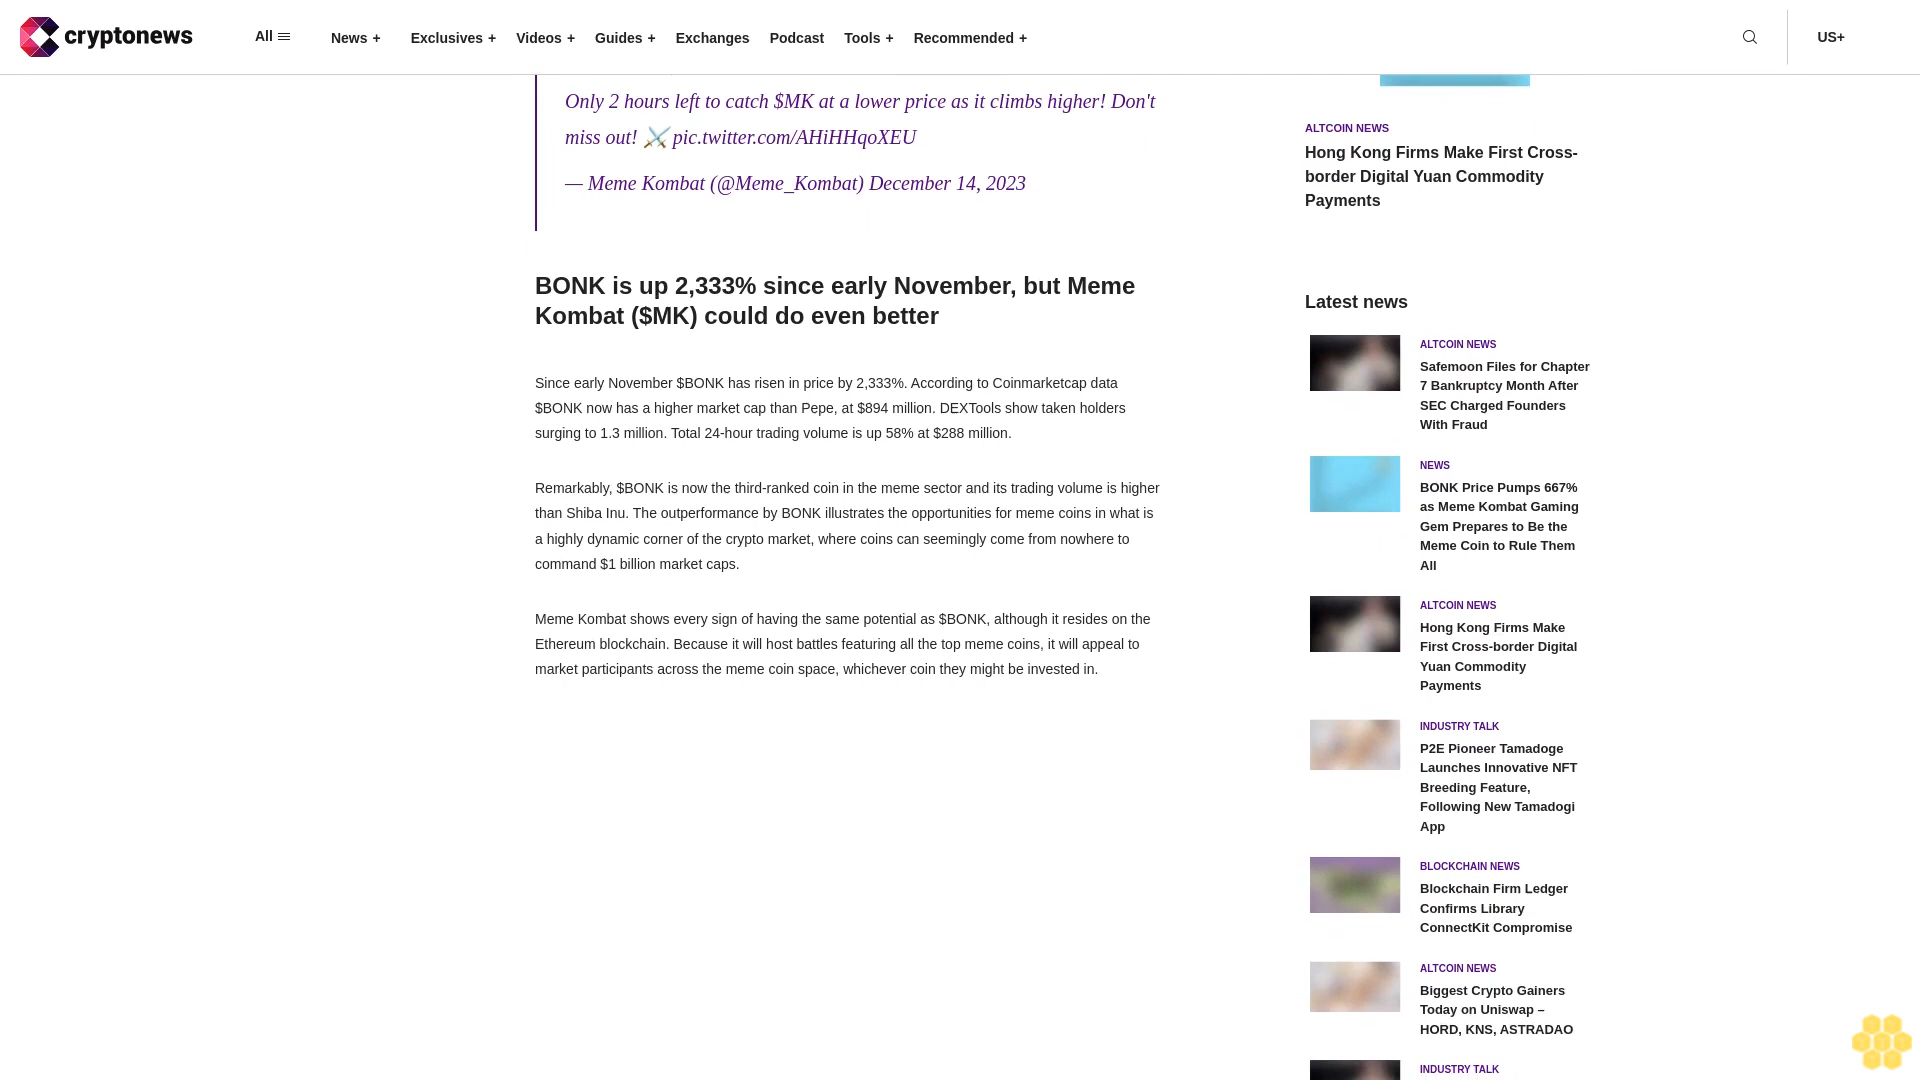 cryptonews
All
News +
Exclusives +
Videos +
Guides +
Exchanges
Podcast
Tools +
Recommended +
US+
Only 2 hours left to catch $MK at a lower price as it climbs higher! Don't
miss out! ⚔️ pic.twitter.com/AHiHHqoXEU
— Meme Kombat (@Meme_Kombat) December 14, 2023
BONK is up 2,333% since early November, but Meme
Kombat ($MK) could do even better
Since early November $BONK has risen in price by 2,333%. According to Coinmarketcap data
$BONK now has a higher market cap than Pepe, at $894 million. DEXTools show taken holders
surging to 1.3 million. Total 24-hour trading volume is up 58% at $288 million.
Remarkably, $BONK is now the third-ranked coin in the meme sector and its trading volume is higher
than Shiba Inu. The outperformance by BONK illustrates the opportunities for meme coins in what is
a highly dynamic corner of the crypto market, where coins can seemingly come from nowhere to
command $1 billion market caps.
Meme Kombat shows every sign of having the same potential as $BONK, although it resides on the
Ethereum blockchain. Because it will host battles featuring all the top meme coins, it will appeal to
market participants across the meme coin space, whichever coin they might be invested in.
ALTCOIN NEWS
Hong Kong Firms Make First Cross-
border Digital Yuan Commodity
Payments
Latest news
ALTCOIN NEWS
Safemoon Files for Chapter
7 Bankruptcy Month After
SEC Charged Founders
With Fraud
NEWS
BONK Price Pumps 667%
as Meme Kombat Gaming
Gem Prepares to Be the
Meme Coin to Rule Them
All
ALTCOIN NEWS
Hong Kong Firms Make
First Cross-border Digital
Yuan Commodity
Payments
INDUSTRY TALK
P2E Pioneer Tamadoge
Launches Innovative NFT
Breeding Feature,
Following New Tamadogi
App
BLOCKCHAIN NEWS
Blockchain Firm Ledger
Confirms Library
ConnectKit Compromise
ALTCOIN NEWS
Biggest Crypto Gainers
Today on Uniswap –
HORD, KNS, ASTRADAO
INDUSTRY TALK